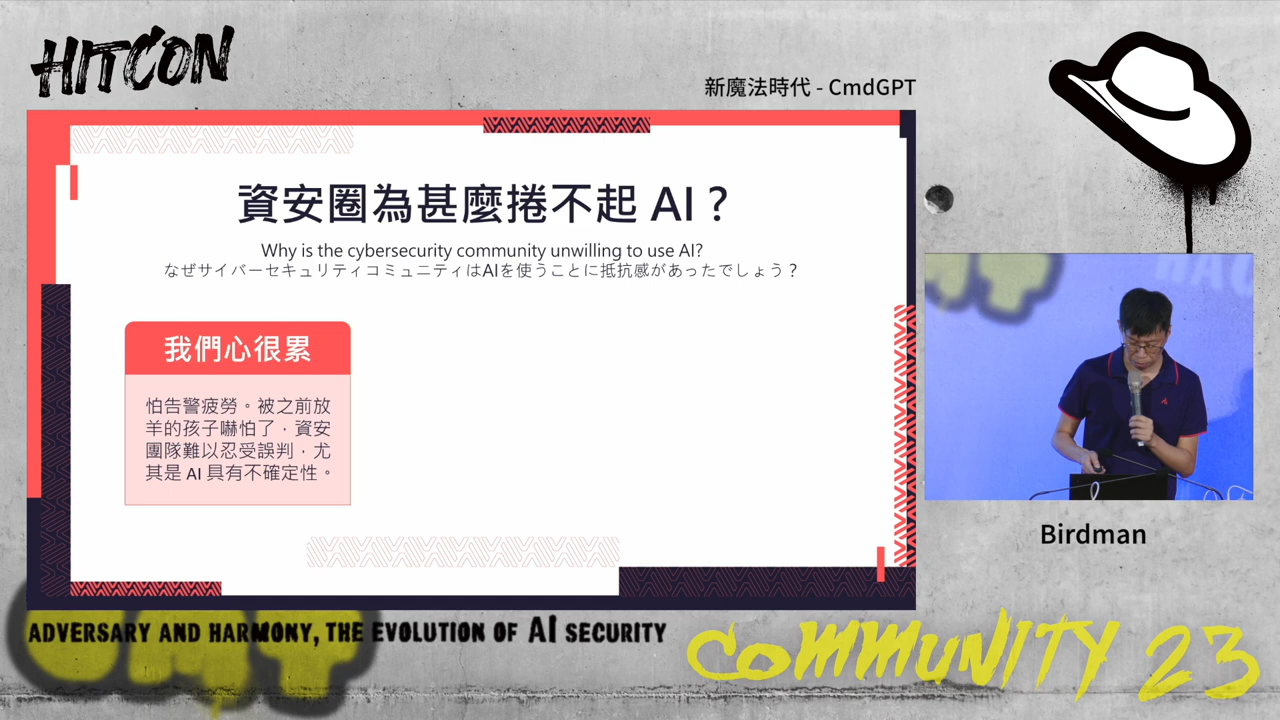 HITCON
新魔法時代 - CmdGPT
資安圈為甚麼捲不起 AI？
Why is the cybersecurity community unwilling to use AI?
なぜサイバーセキュリティコミュニティはAIを使うことに抵抗感があったでしょう？
我們心很累
怕告警疲勞。被之前放
羊的孩子嚇怕了，資安
團隊難以忍受誤判，尤
其是 AI 具有不確定性。
Birdman
ADVERSARY AND HARMONY, THE EVOLUTION OF AI SECURITY
COMMUNITY 23